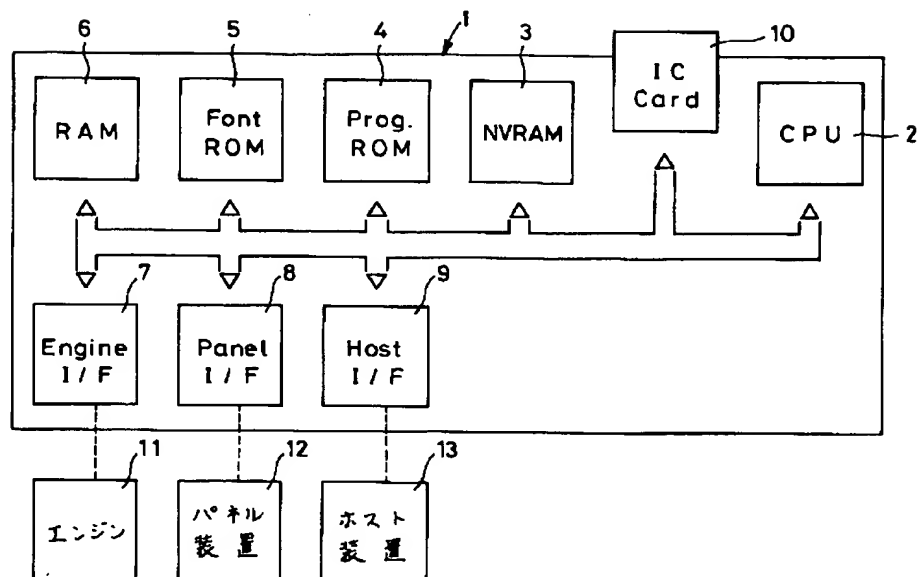 6
5
4
1
3
10
RAM
Font
ROM
Prog.
ROM
NVRAM
IC
Card
CPU
2
7
8
9
Engine
I/F
Panel
I/F
Host
I/F
11
12
13
エンジン
パネル
装置
ホスト
装置